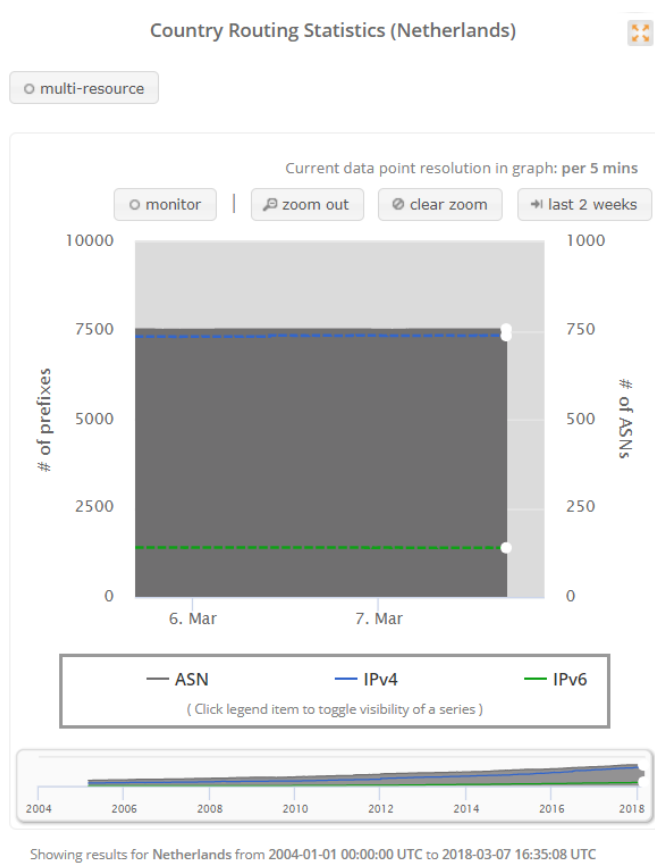 Country Routing Statistics (Netherlands)
multi-resource
Current data point resolution in graph: per 5 mins
monitor | zoom out clear zoom last 2 weeks
10000 1000
7500 750
5000 500
2500 250
0 0
# of prefixes
# of ASNs
6. Mar 7. Mar
ASN IPv4 IPv6
( Click legend item to toggle visibility of a series )
2004 2006 2008 2010 2012 2014 2016 2018
Showing results for Netherlands from 2004-01-01 00:00:00 UTC to 2018-03-07 16:35:08 UTC